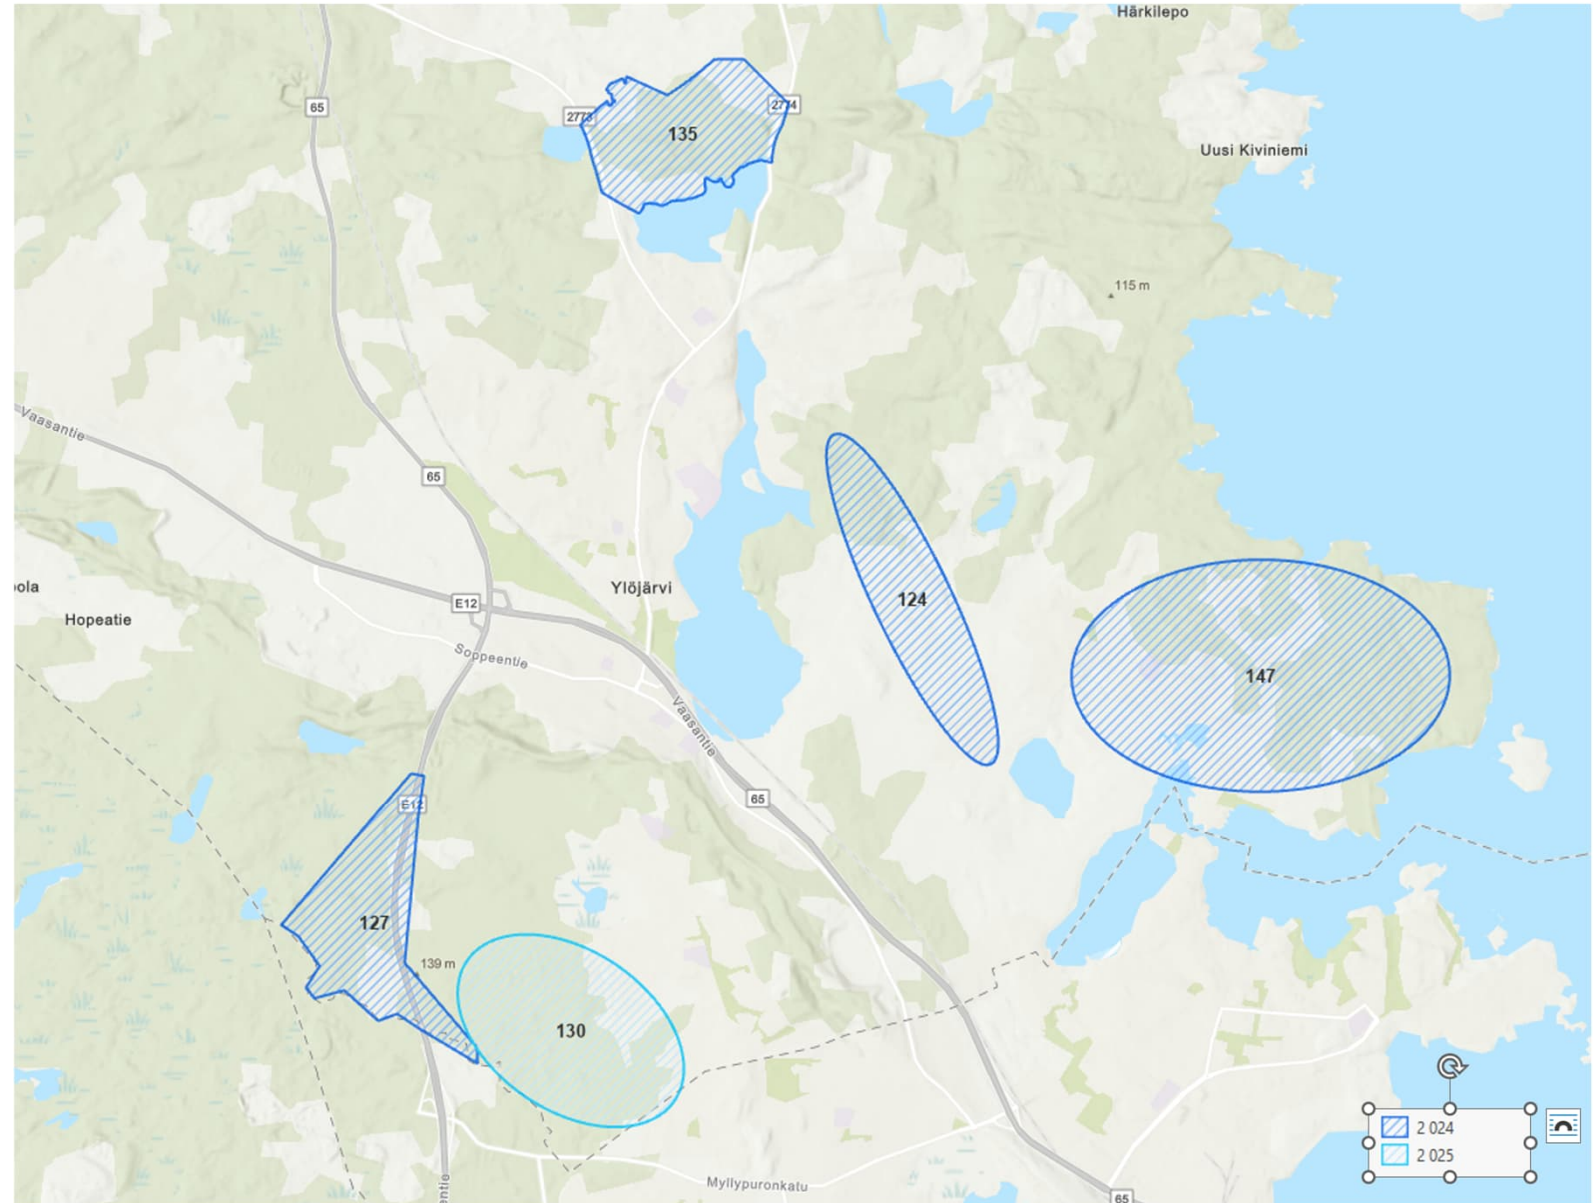 Härkilepo
65
2773
2774
135
Uusi Kiviniemi
115 m
Vaasantie
65
ola
Hopeatie
E12
Ylöjärvi
124
Soppeentie
147
Vaasantie
65
E12
127
139 m
130
2 024
2 025
Myllypuronkatu
entie
65